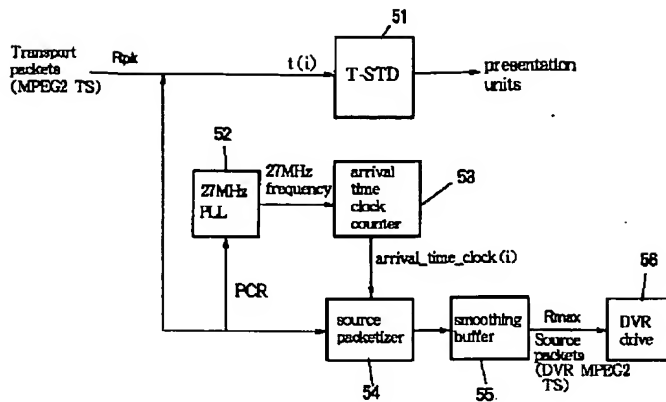 51
Transport
packets
(MPEG2 TS)
Rpk
t(i)
T-STD
presentation
units
52
27MHz
PLL
27MHz
frequency
arrival
time
clock
counter
53
arrival_time_clock(i)
PCR
source
packetizer
54
smoothing
buffer
55
Rmax
Source
packets
(DVR MPEG2
TS)
56
DVR
drive